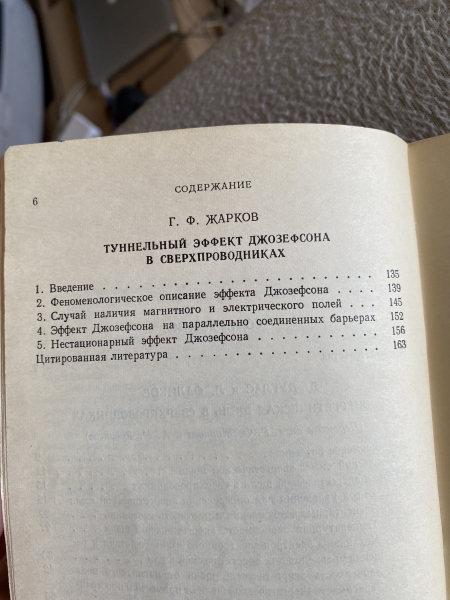 6
СОДЕРЖАНИЕ
Г. Ф. ЖАРКОВ
ТУННЕЛЬНЫЙ ЭФФЕКТ ДЖОЗЕФСОНА
В СВЕРХПРОВОДНИКАХ
1. Введение . . . . . . . . . . . . . . . . . . . . . . . . 135
2. Феноменологическое описание эффекта Джозефсона . . . . 139
3. Случай наличия магнитного и электрического полей . . . 145
4. Эффект Джозефсона на параллельно соединенных барьерах 152
5. Нестационарный эффект Джозефсона . . . . . . . . . . . 156
Цитированная литература . . . . . . . . . . . . . . . . . 163